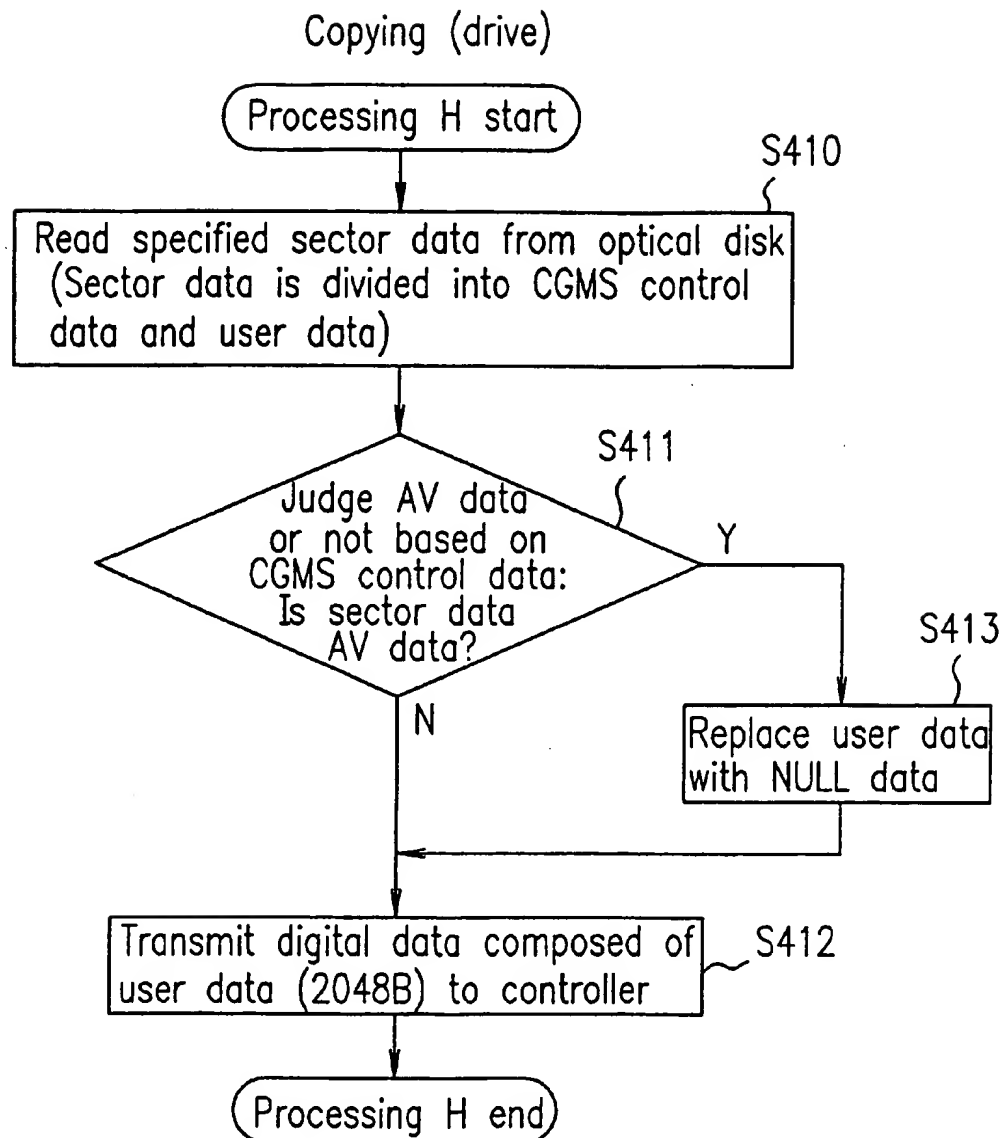 Copying (drive)
Processing H start
S410
Read specified sector data from optical disk
(Sector data is divided into CGMS control
data and user data)
S411
Judge AV data
or not based on
CGMS control data:
Is sector data
AV data?
Y
N
S413
Replace user data
with NULL data
Transmit digital data composed of
user data (2048B) to controller
S412
Processing H end